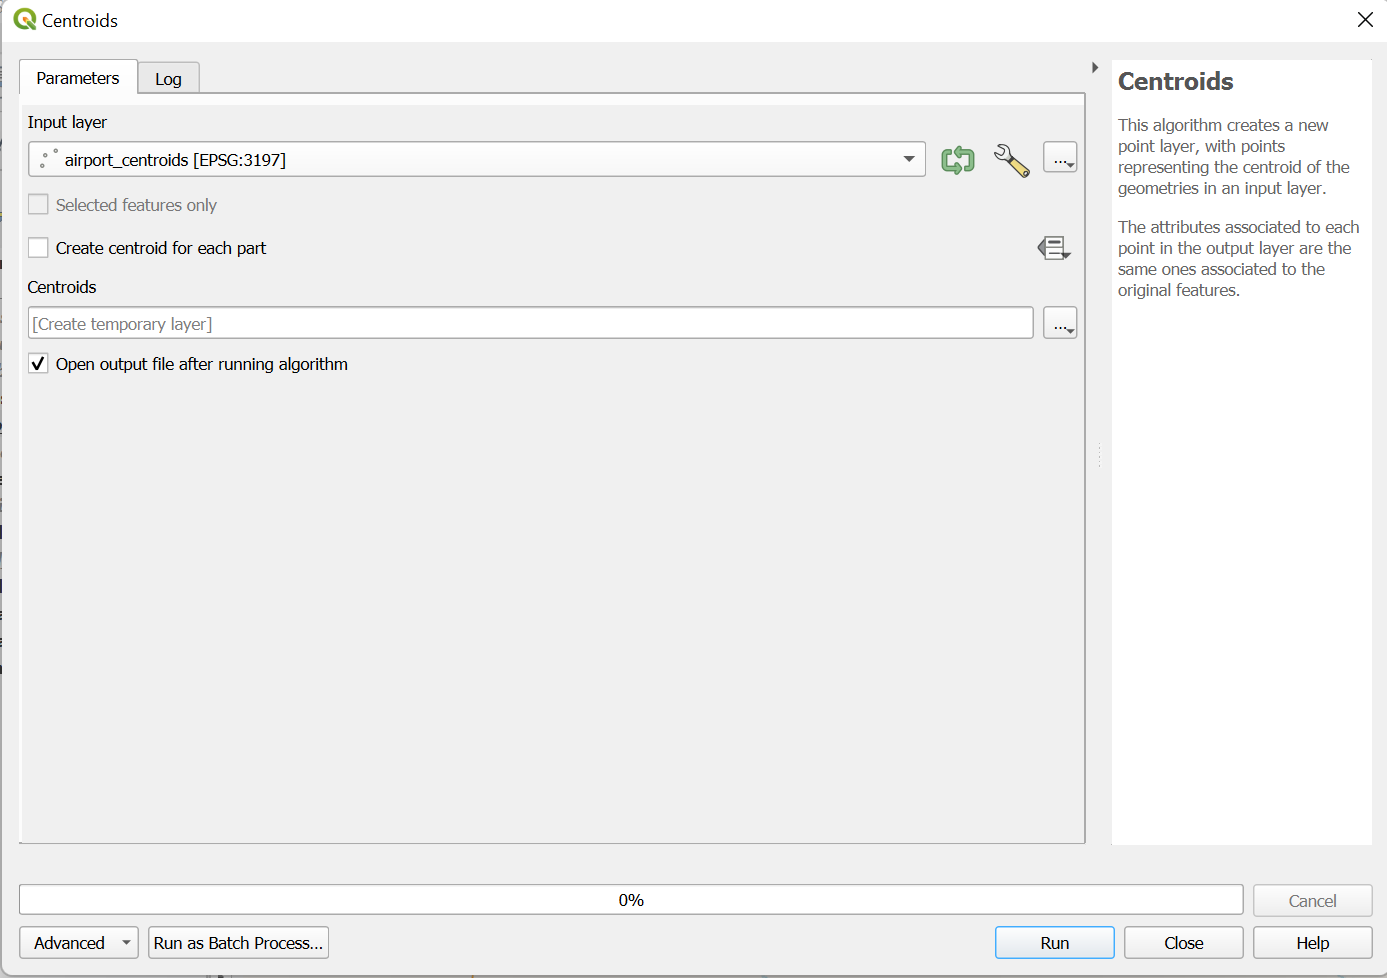 Centroids
Parameters
Log
Input layer
airport_centroids [EPSG:3197]
...
Selected features only
Create centroid for each part
Centroids
[Create temporary layer]
...
Open output file after running algorithm
Centroids
This algorithm creates a new
point layer, with points
representing the centroid of the
geometries in an input layer.
The attributes associated to each
point in the output layer are the
same ones associated to the
original features.
0%
Cancel
Advanced
Run as Batch Process...
Run
Close
Help